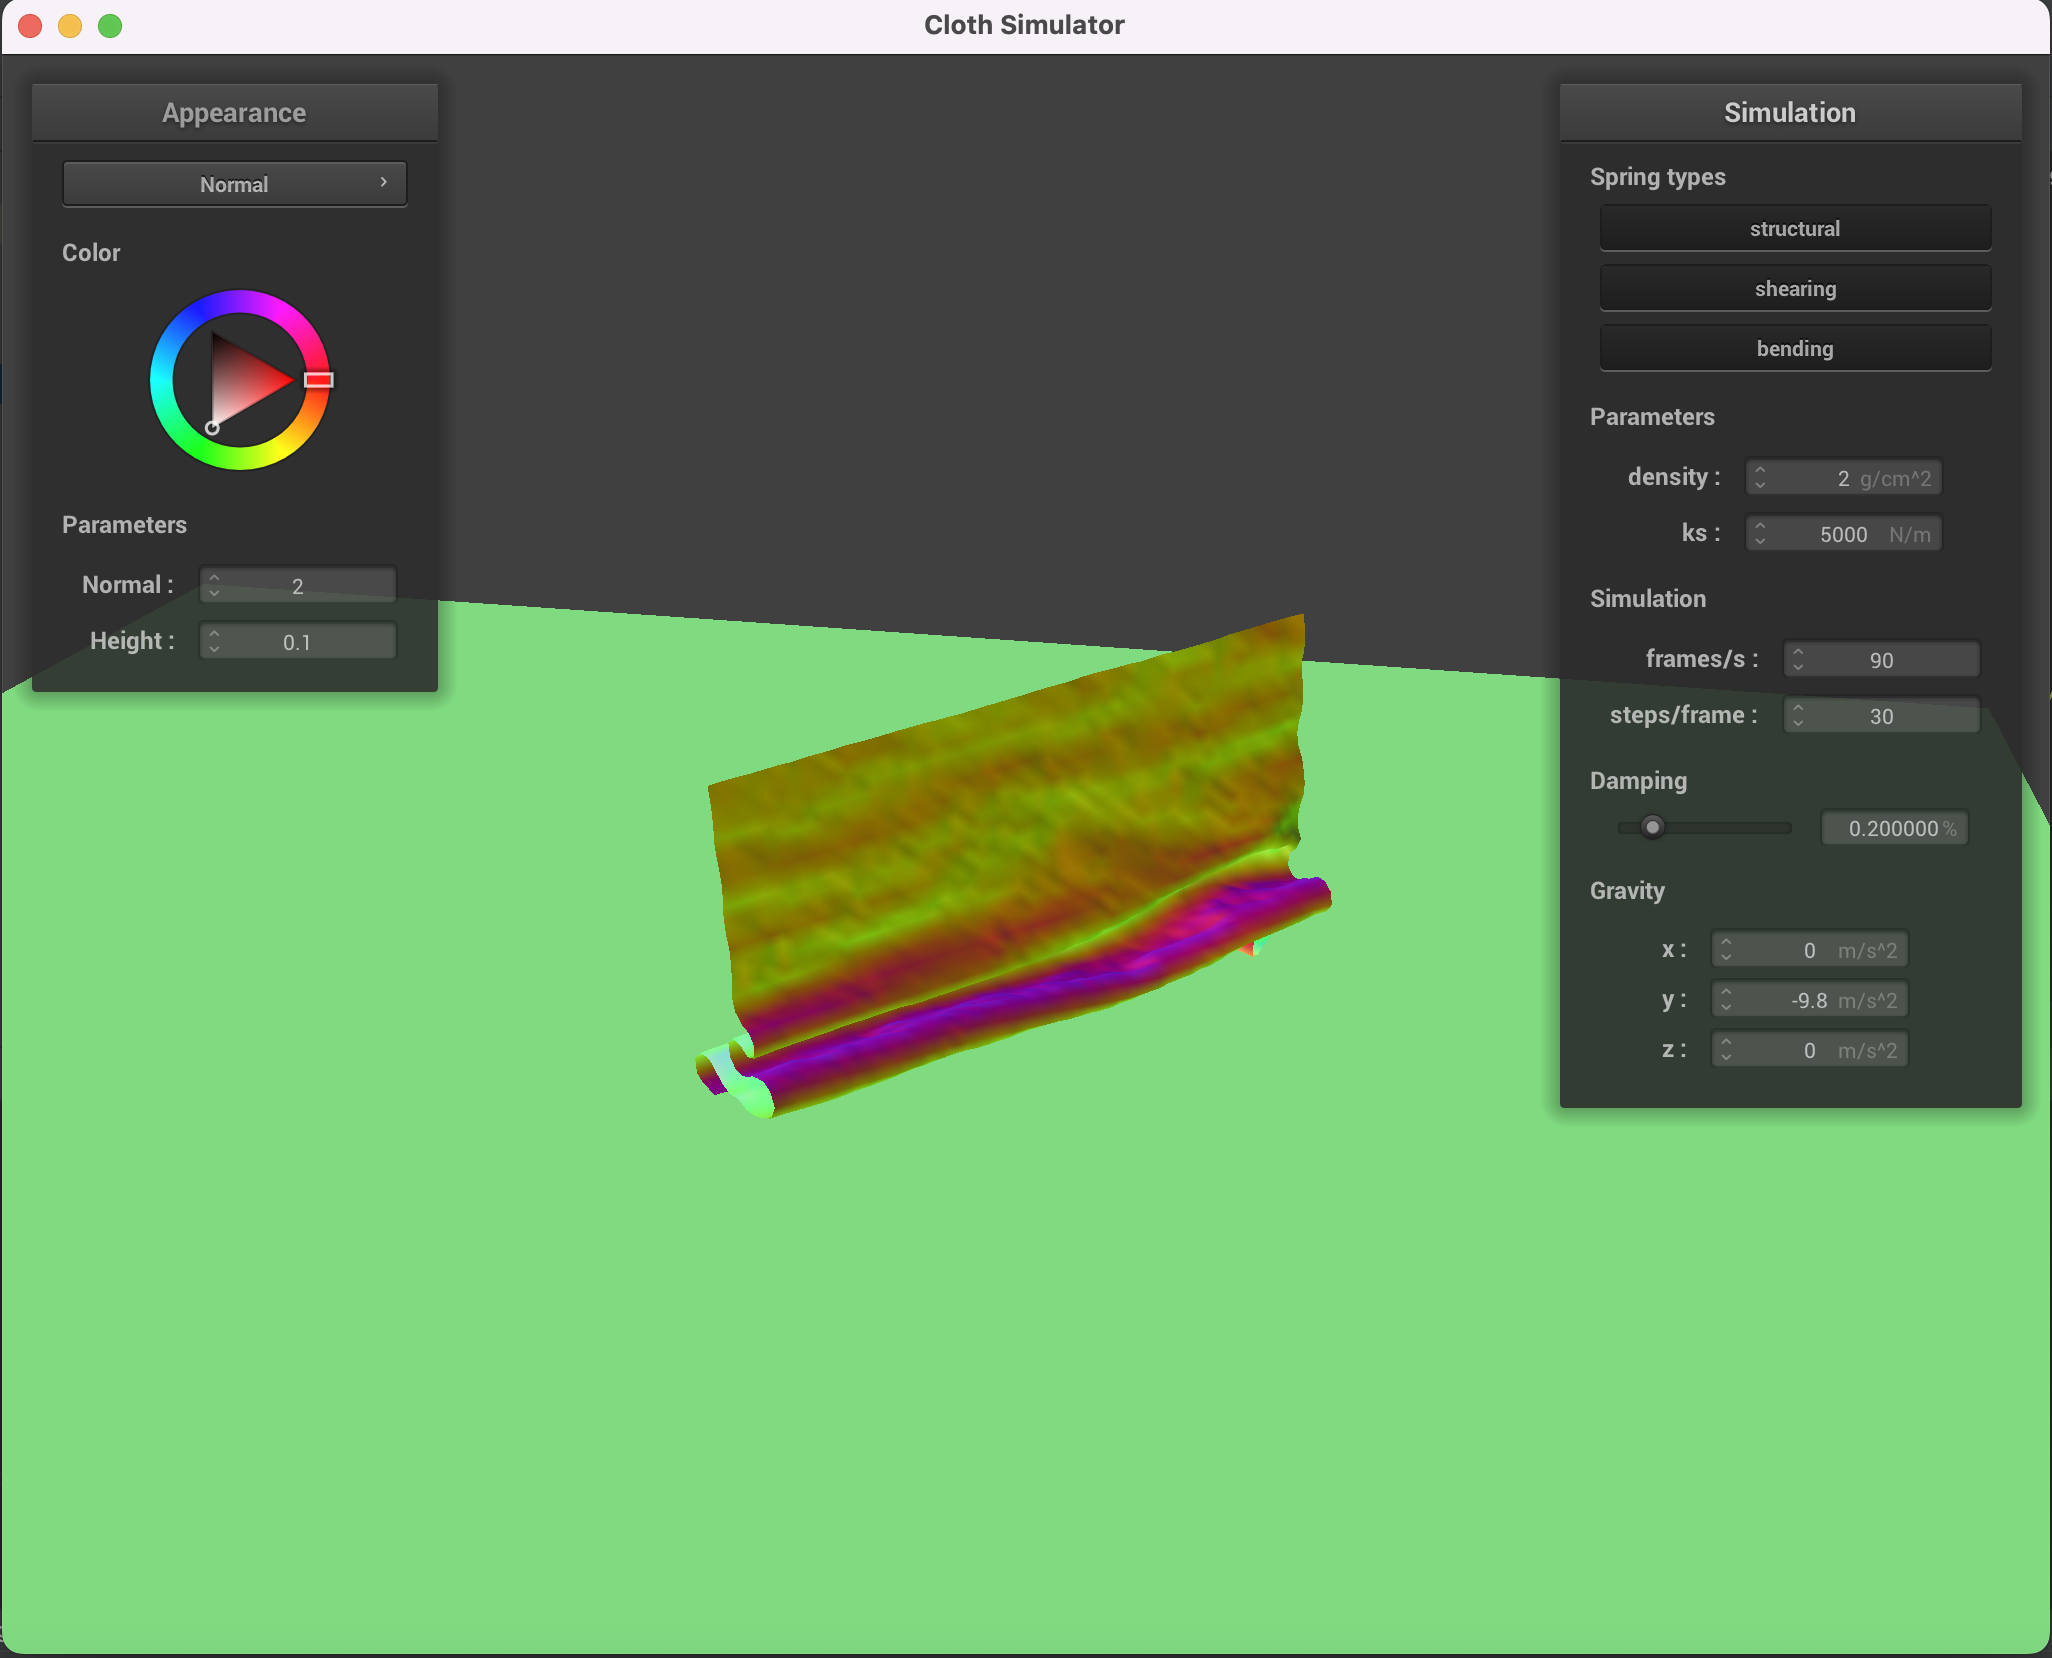 Cloth Simulator
Appearance
Normal
Color
Parameters
Normal : 2
Height : 0.1
Simulation
Spring types
structural
shearing
bending
Parameters
density : 2 g/cm^2
ks : 5000 N/m
Simulation
frames/s : 90
steps/frame : 30
Damping
0.200000 %
Gravity
x : 0 m/s^2
y : -9.8 m/s^2
z : 0 m/s^2